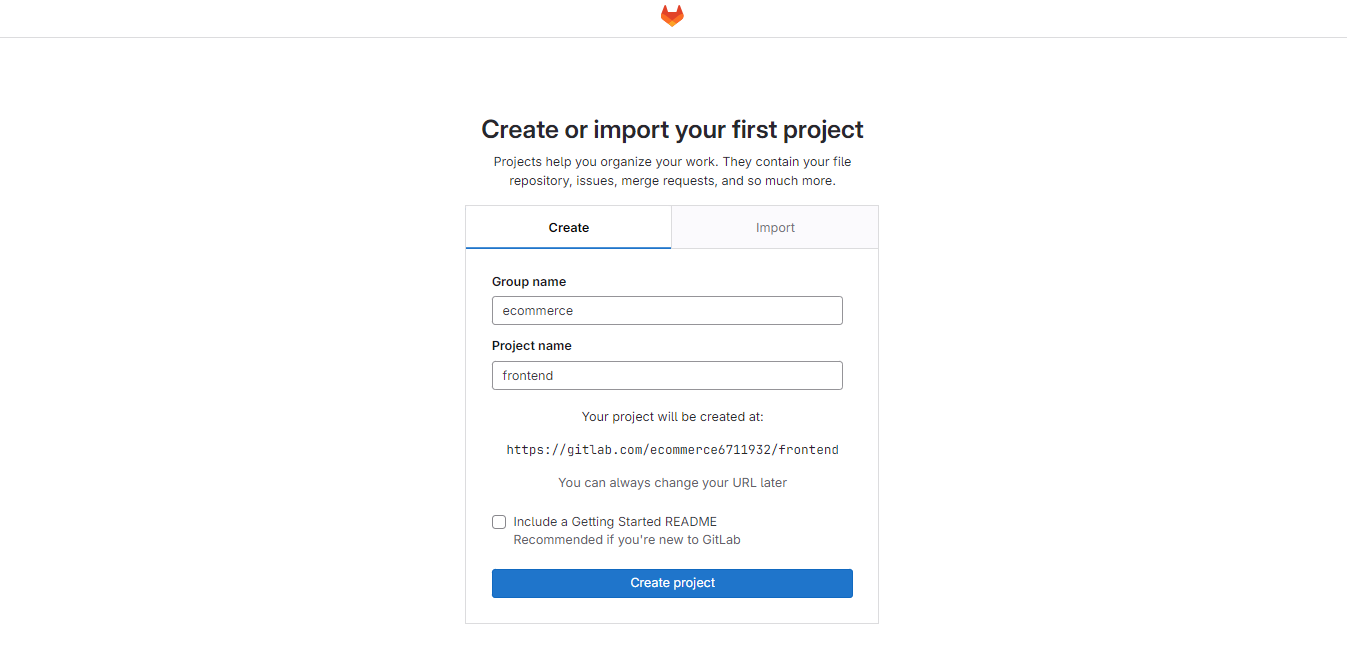 Create or import your first project
Projects help you organize your work. They contain your file
repository, issues, merge requests, and so much more.
Create
Import
Group name
ecommerce
Project name
frontend
Your project will be created at:
https://gitlab.com/ecommerce6711932/frontend
You can always change your URL later
Include a Getting Started README
Recommended if you're new to GitLab
Create project